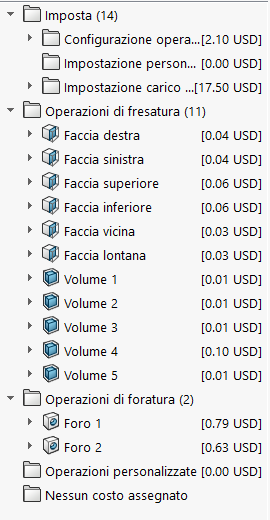 Imposta (14)
Configurazione opera...[2.10 USD]
Impostazione person... [0.00 USD]
Impostazione carico ...[17.50 USD]
Operazioni di fresatura (11)
Faccia destra [0.04 USD]
Faccia sinistra [0.04 USD]
Faccia superiore [0.06 USD]
Faccia inferiore [0.06 USD]
Faccia vicina [0.03 USD]
Faccia lontana [0.03 USD]
Volume 1 [0.01 USD]
Volume 2 [0.01 USD]
Volume 3 [0.01 USD]
Volume 4 [0.10 USD]
Volume 5 [0.01 USD]
Operazioni di foratura (2)
Foro 1 [0.79 USD]
Foro 2 [0.63 USD]
Operazioni personalizzate [0.00 USD]
Nessun costo assegnato